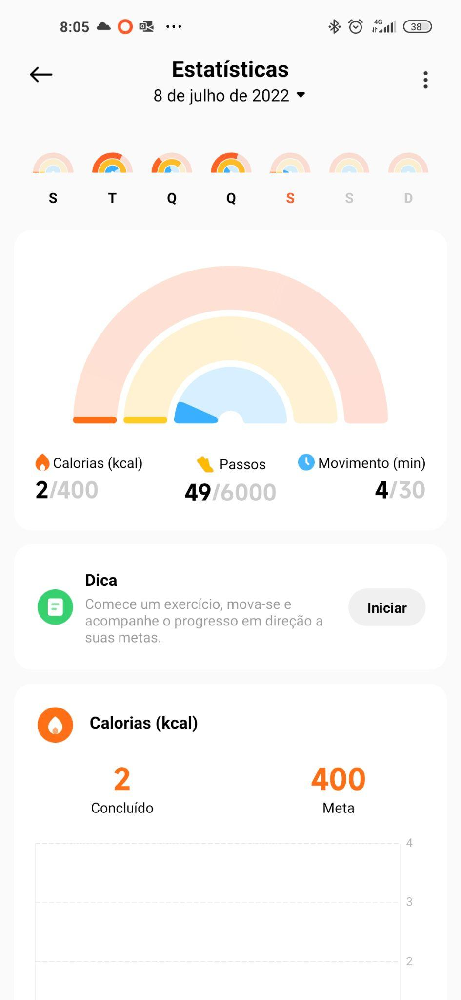 8:05
4G
38
Estatísticas
8 de julho de 2022
S T Q Q S S D
Calorias (kcal) Passos Movimento (min)
2/400 49/6000 4/30
Dica
Comece um exercício, mova-se e
acompanhe o progresso em direção a
suas metas.
Iniciar
Calorias (kcal)
2 400
Concluído Meta
4
3
2